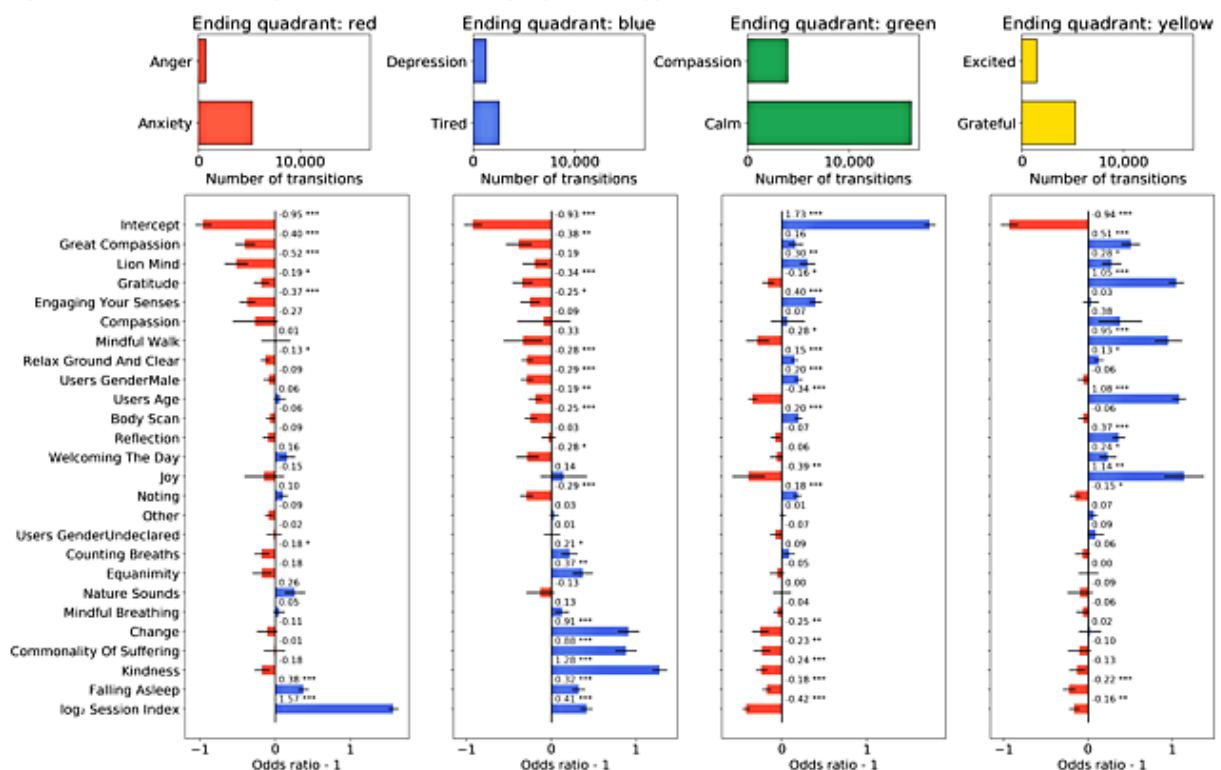 Ending quadrant: red Ending quadrant: blue Ending quadrant: green Ending quadrant: yellow
Anger Depression Compassion Excited
Anxiety Tired Calm Grateful
0 10,000 0 10,000 0 10,000 0 10,000
Number of transitions Number of transitions Number of transitions Number of transitions
Intercept -0.95 *** -0.93 *** 1.73 *** -0.94 ***
Great Compassion -0.40 *** -0.38 ** 0.16 0.51 ***
Lion Mind -0.52 *** -0.19 0.30 ** 0.28 *
Gratitude -0.19 * -0.34 *** -0.16 * 1.05 ***
Engaging Your Senses -0.37 *** -0.25 * 0.40 *** 0.03
Compassion -0.27 -0.09 0.07 0.38
Mindful Walk 0.01 -0.33 -0.28 * 0.95 ***
Relax Ground And Clear -0.13 * -0.28 *** 0.15 *** 0.13 *
Users GenderMale -0.09 -0.29 *** 0.20 *** -0.06
Users Age 0.06 -0.19 ** -0.34 *** 1.08 ***
Body Scan -0.06 -0.25 *** 0.20 *** -0.06
Reflection -0.09 -0.03 -0.07 0.37 ***
Welcoming The Day 0.16 -0.28 * -0.06 0.24 *
Joy -0.15 0.14 -0.39 ** 1.14 **
Noting 0.10 -0.29 *** 0.18 *** -0.15 *
Other -0.09 0.03 0.01 0.07
Users GenderUndeclared -0.02 0.01 -0.07 0.09
Counting Breaths -0.18 * 0.21 * 0.09 -0.06
Equanimity -0.18 0.37 ** -0.05 0.00
Nature Sounds 0.26 -0.13 0.00 -0.09
Mindful Breathing 0.05 0.13 -0.04 -0.06
Change -0.11 0.91 *** -0.25 ** 0.02
Commonality Of Suffering -0.01 0.88 *** -0.23 ** -0.10
Kindness -0.18 1.28 *** -0.24 *** -0.13
Falling Asleep 0.38 *** 0.32 *** -0.18 *** -0.22 ***
log₂ Session Index 1.57 *** 0.41 *** -0.42 *** -0.16 **
−1 0 1 −1 0 1 0 1 −1 0 1
Odds ratio - 1 Odds ratio - 1 Odds ratio - 1 Odds ratio - 1